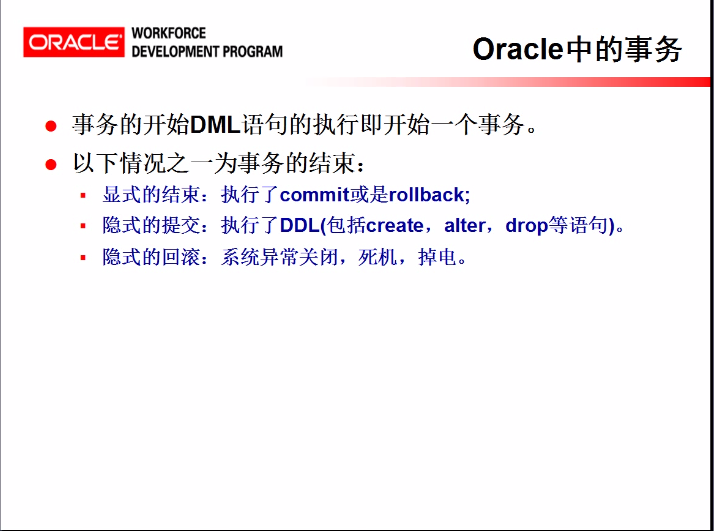 ORACLE
WORKFORCE
DEVELOPMENT PROGRAM
Oracle中的事务
事务的开始DML语句的执行即开始一个事务。
以下情况之一为事务的结束：
显式的结束：执行了commit或是rollback;
隐式的提交：执行了DDL(包括create，alter，drop等语句)。
隐式的回滚：系统异常关闭，死机，掉电。